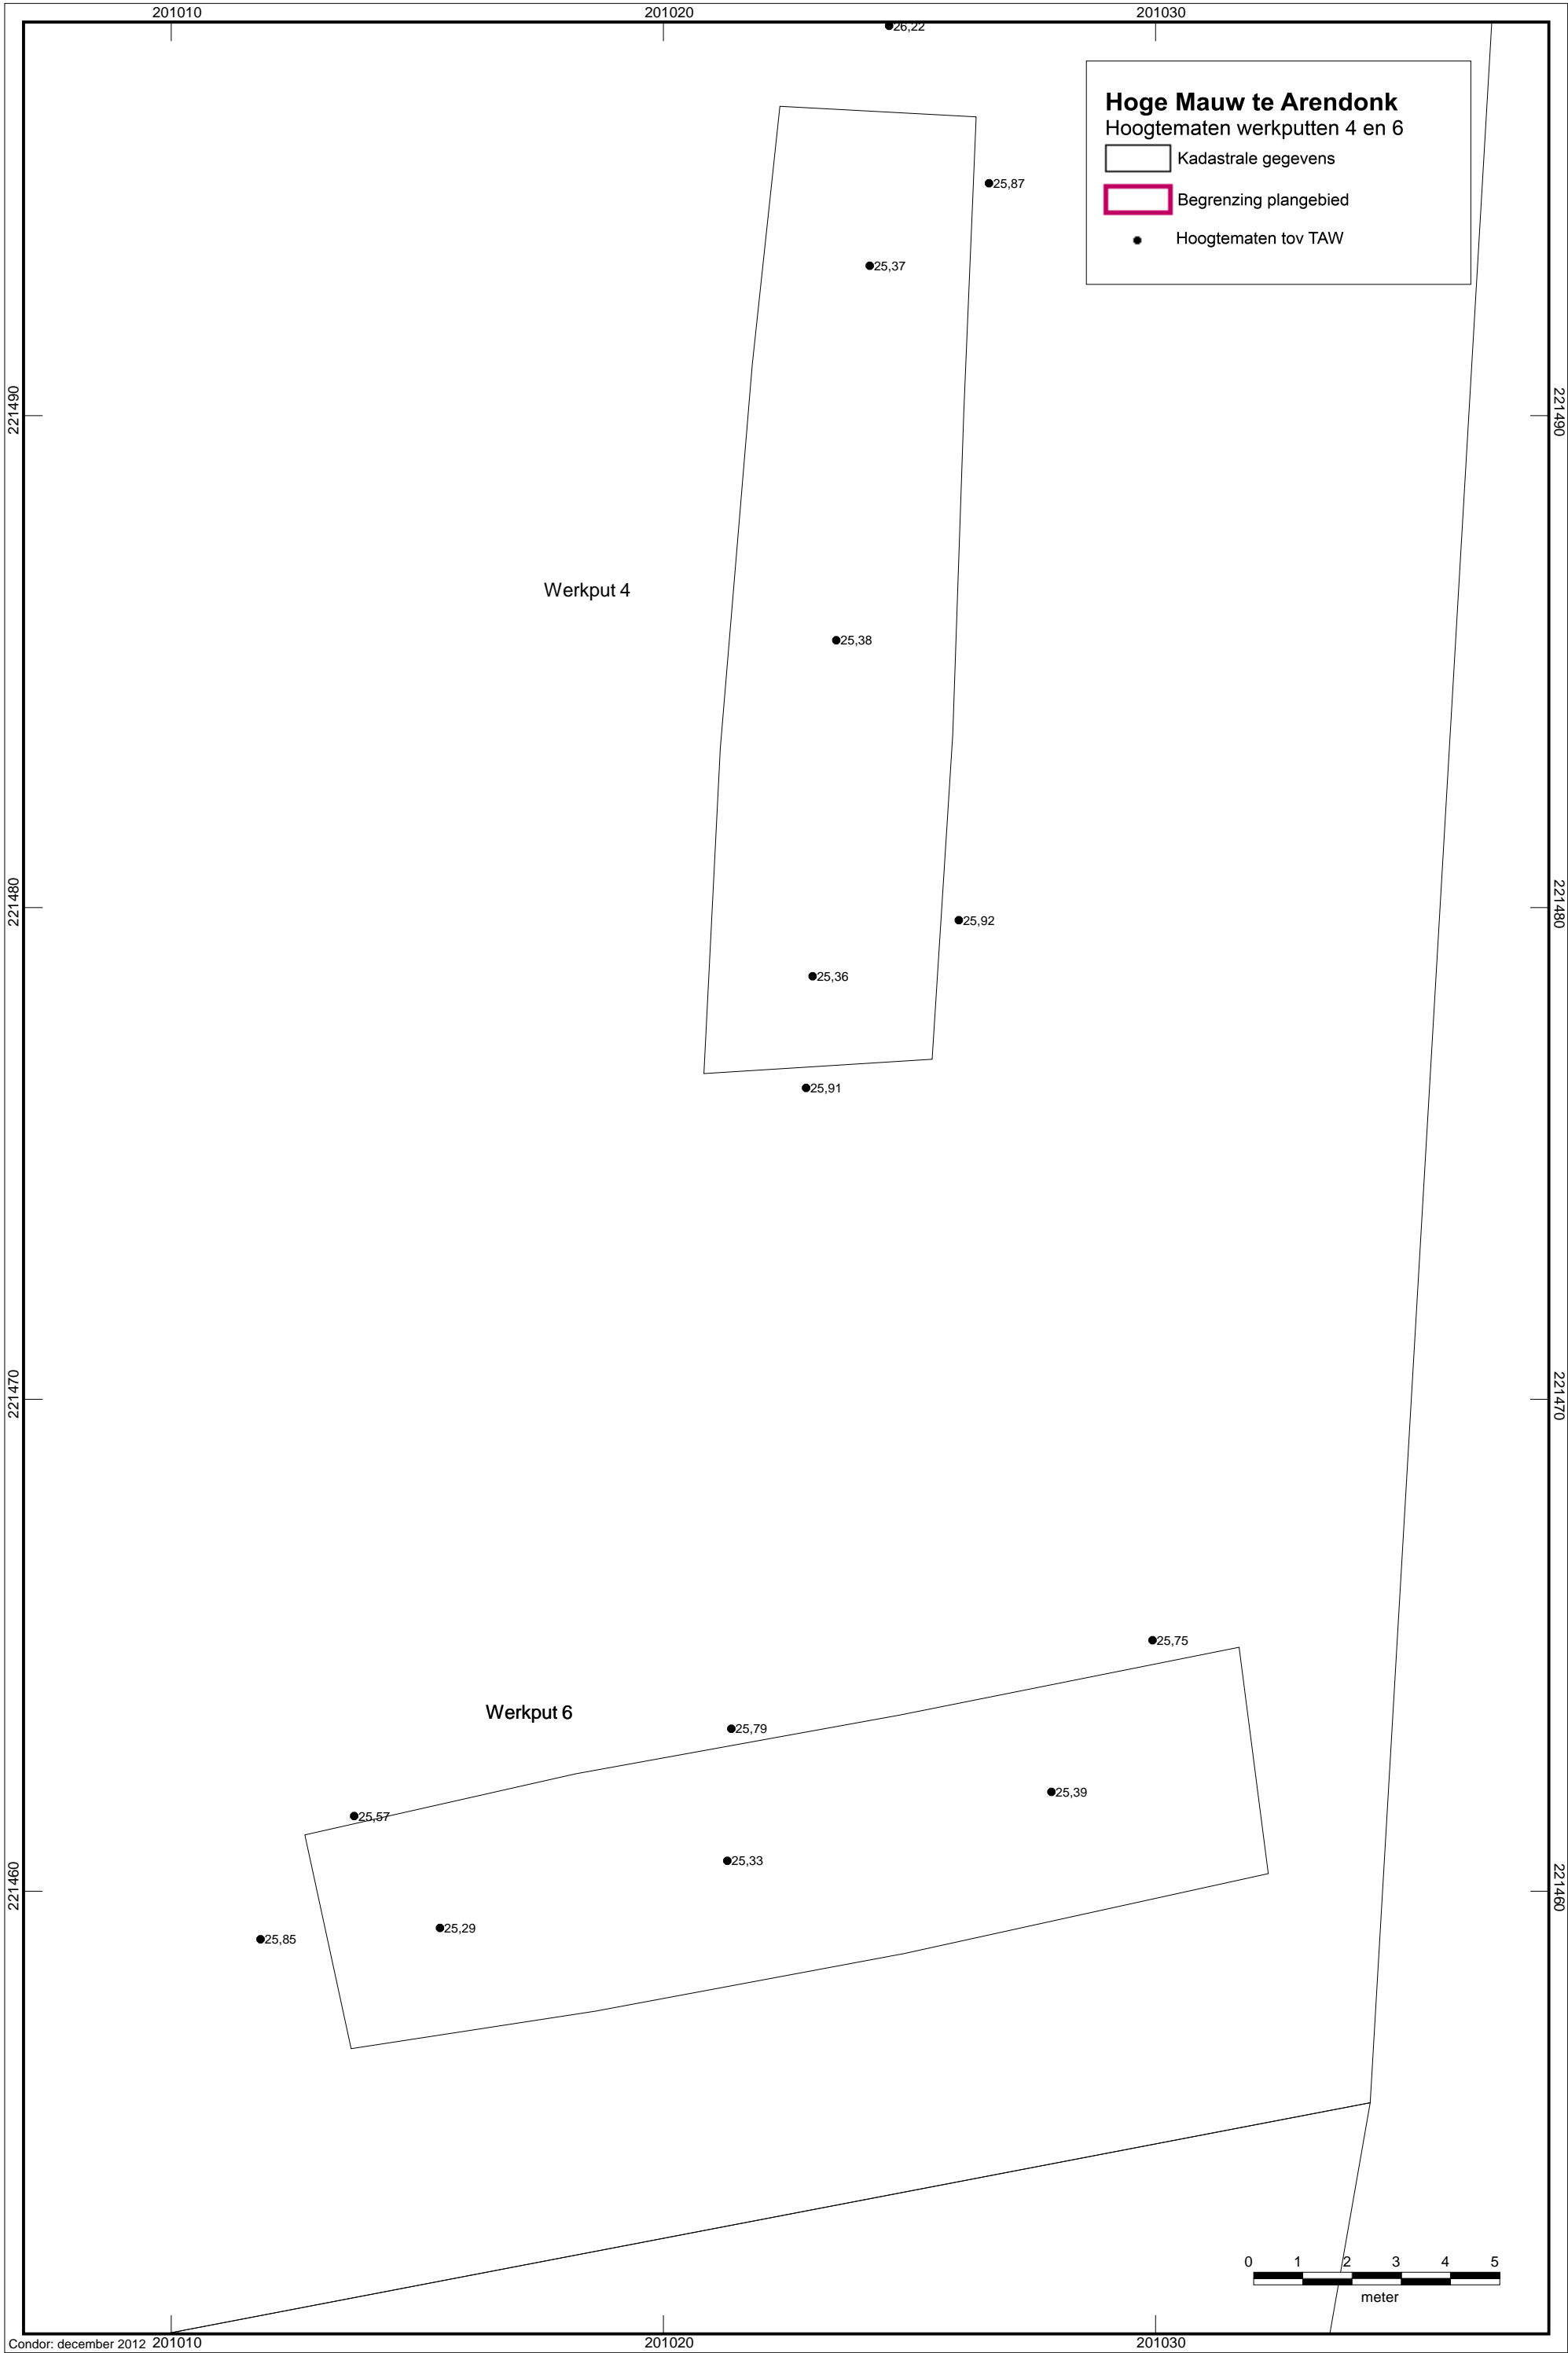 201010 201020 201030
26,22
Hoge Mauw te Arendonk
Hoogtematen werkputten 4 en 6
Kadastrale gegevens
Begrenzing plangebied
Hoogtematen tov TAW
25,87
25,37
221490 221490
Werkput 4
25,38
221480 221480
25,92
25,36
25,91
221470 221470
25,75
Werkput 6
25,79
25,39
25,57
25,33
221460 221460
25,29
25,85
0 1 2 3 4 5
meter
Condor: december 2012 201010 201020 201030